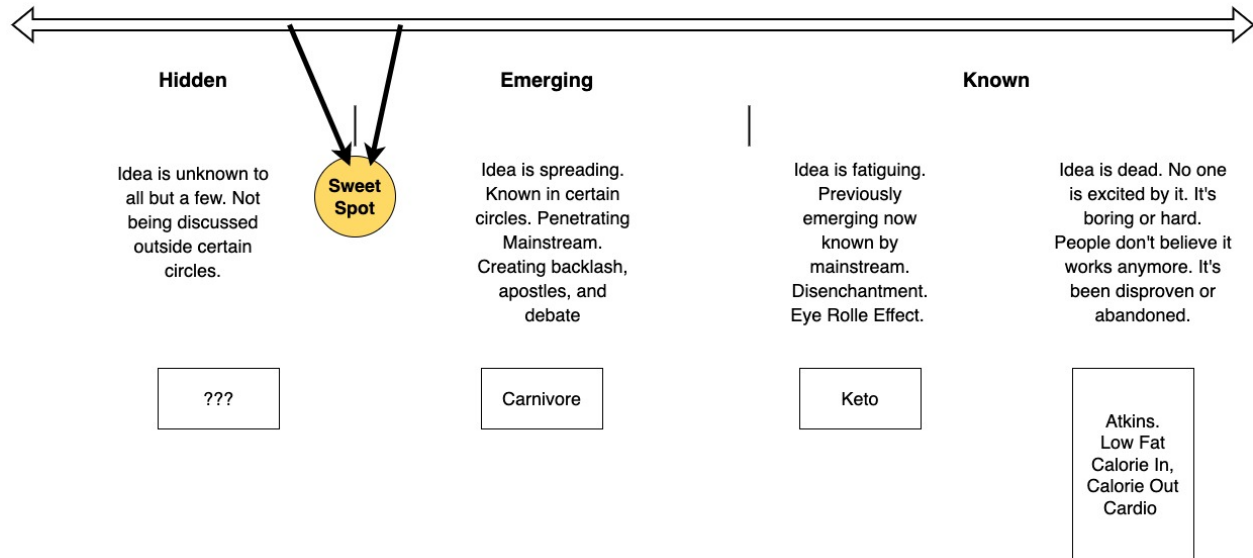 Hidden
Emerging
Known
Idea is unknown to
all but a few. Not
being discussed
outside certain
circles.
Sweet
Spot
Idea is spreading.
Known in certain
circles. Penetrating
Mainstream.
Creating backlash,
apostles, and
debate
Idea is fatiguing.
Previously
emerging now
known by
mainstream.
Disenchantment.
Eye Rolle Effect.
Idea is dead. No one
is excited by it. It's
boring or hard.
People don't believe it
works anymore. It's
been disproven or
abandoned.
???
Carnivore
Keto
Atkins.
Low Fat
Calorie In,
Calorie Out
Cardio